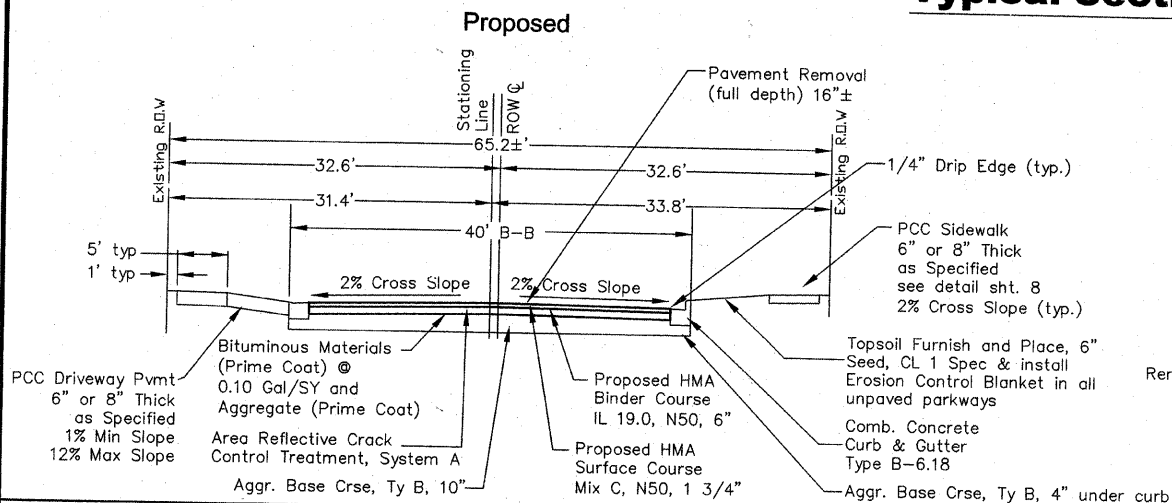 Proposed
Stationing
Line
ROW ℄
Pavement Removal
(full depth) 16"±
Existing R.O.W
Existing R.O.W
65.2±'
32.6'
32.6'
1/4" Drip Edge (typ.)
31.4'
33.8'
40' B-B
5' typ
1' typ
2% Cross Slope
2% Cross Slope
PCC Sidewalk
6" or 8" Thick
as Specified
see detail sht. 8
2% Cross Slope (typ.)
PCC Driveway Pvmt
6" or 8" Thick
as Specified
1% Min Slope
12% Max Slope
Bituminous Materials
(Prime Coat) @
0.10 Gal/SY and
Aggregate (Prime Coat)
Area Reflective Crack
Control Treatment, System A
Aggr. Base Crse, Ty B, 10"
Proposed HMA
Binder Course
IL 19.0, N50, 6"
Proposed HMA
Surface Course
Mix C, N50, 1 3/4"
Topsoil Furnish and Place, 6"
Seed, CL 1 Spec & install
Erosion Control Blanket in all
unpaved parkways
Comb. Concrete
Curb & Gutter
Type B-6.18
Aggr. Base Crse, Ty B, 4" under curb